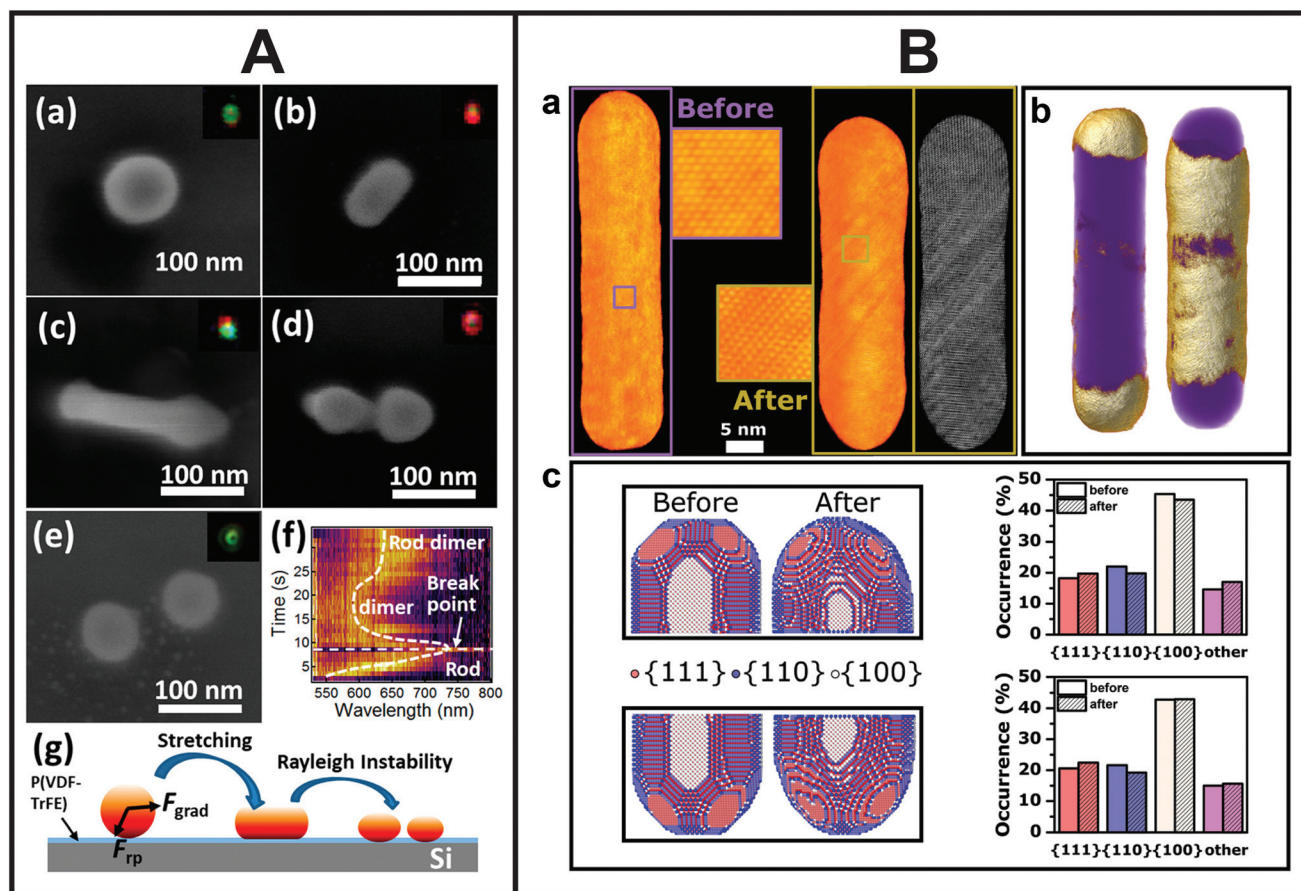 A
(a)
100 nm
(b)
100 nm
(c)
100 nm
(d)
100 nm
(e)
100 nm
(f)
Time (s)
25
20
15
10
5
Rod dimer
Break
point
dimer
Rod
550 600 650 700 750 800
Wavelength (nm)
(g)
Stretching
Rayleigh Instability
P(VDF-
TrFE)
Fgrad
Frp
Si
B
a
Before
After
5 nm
b
c
Before After
{111} {110} {100}
Occurrence (%)
50
40
30
20
10
0
before
after
{111} {110} {100} other
Occurrence (%)
50
40
30
20
10
0
before
after
{111} {110} {100} other